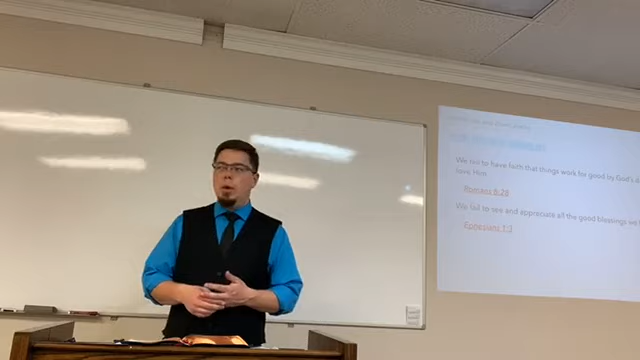 We fail to have faith that things work for good by God's
love Him
Romans 8:28
We fail to see and appreciate all the good blessings we
Ephesians 1:3